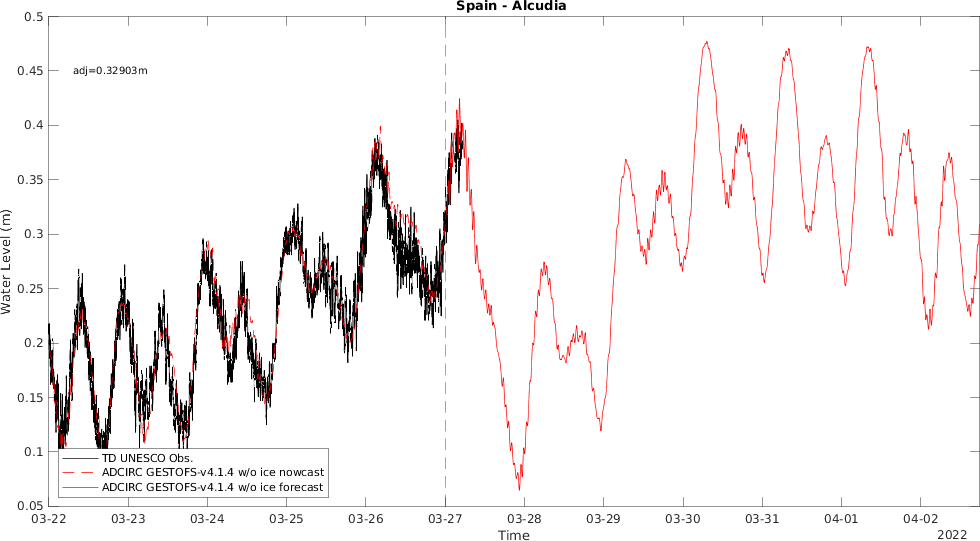 Spain - Alcudia
0.5
0.45
0.4
0.35
0.3
0.25
0.2
0.15
0.1
0.05
Water Level (m)
adj=0.32903m
TD UNESCO Obs.
ADCIRC GESTOFS-v4.1.4 w/o ice nowcast
ADCIRC GESTOFS-v4.1.4 w/o ice forecast
03-22 03-23 03-24 03-25 03-26 03-27 03-28 03-29 03-30 03-31 04-01 04-02
Time
2022